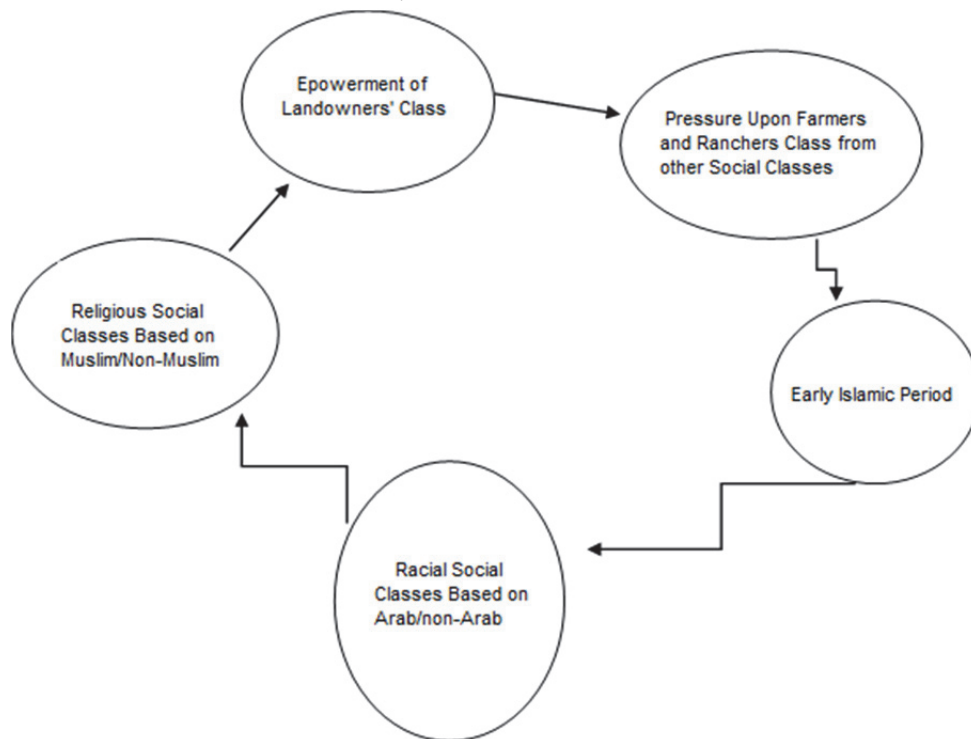 Epowerment of
Landowners' Class
Pressure Upon Farmers
and Ranchers Class from
other Social Classes
Religious Social
Classes Based on
Muslim/Non-Muslim
Early Islamic Period
Racial Social
Classes Based on
Arab/non-Arab